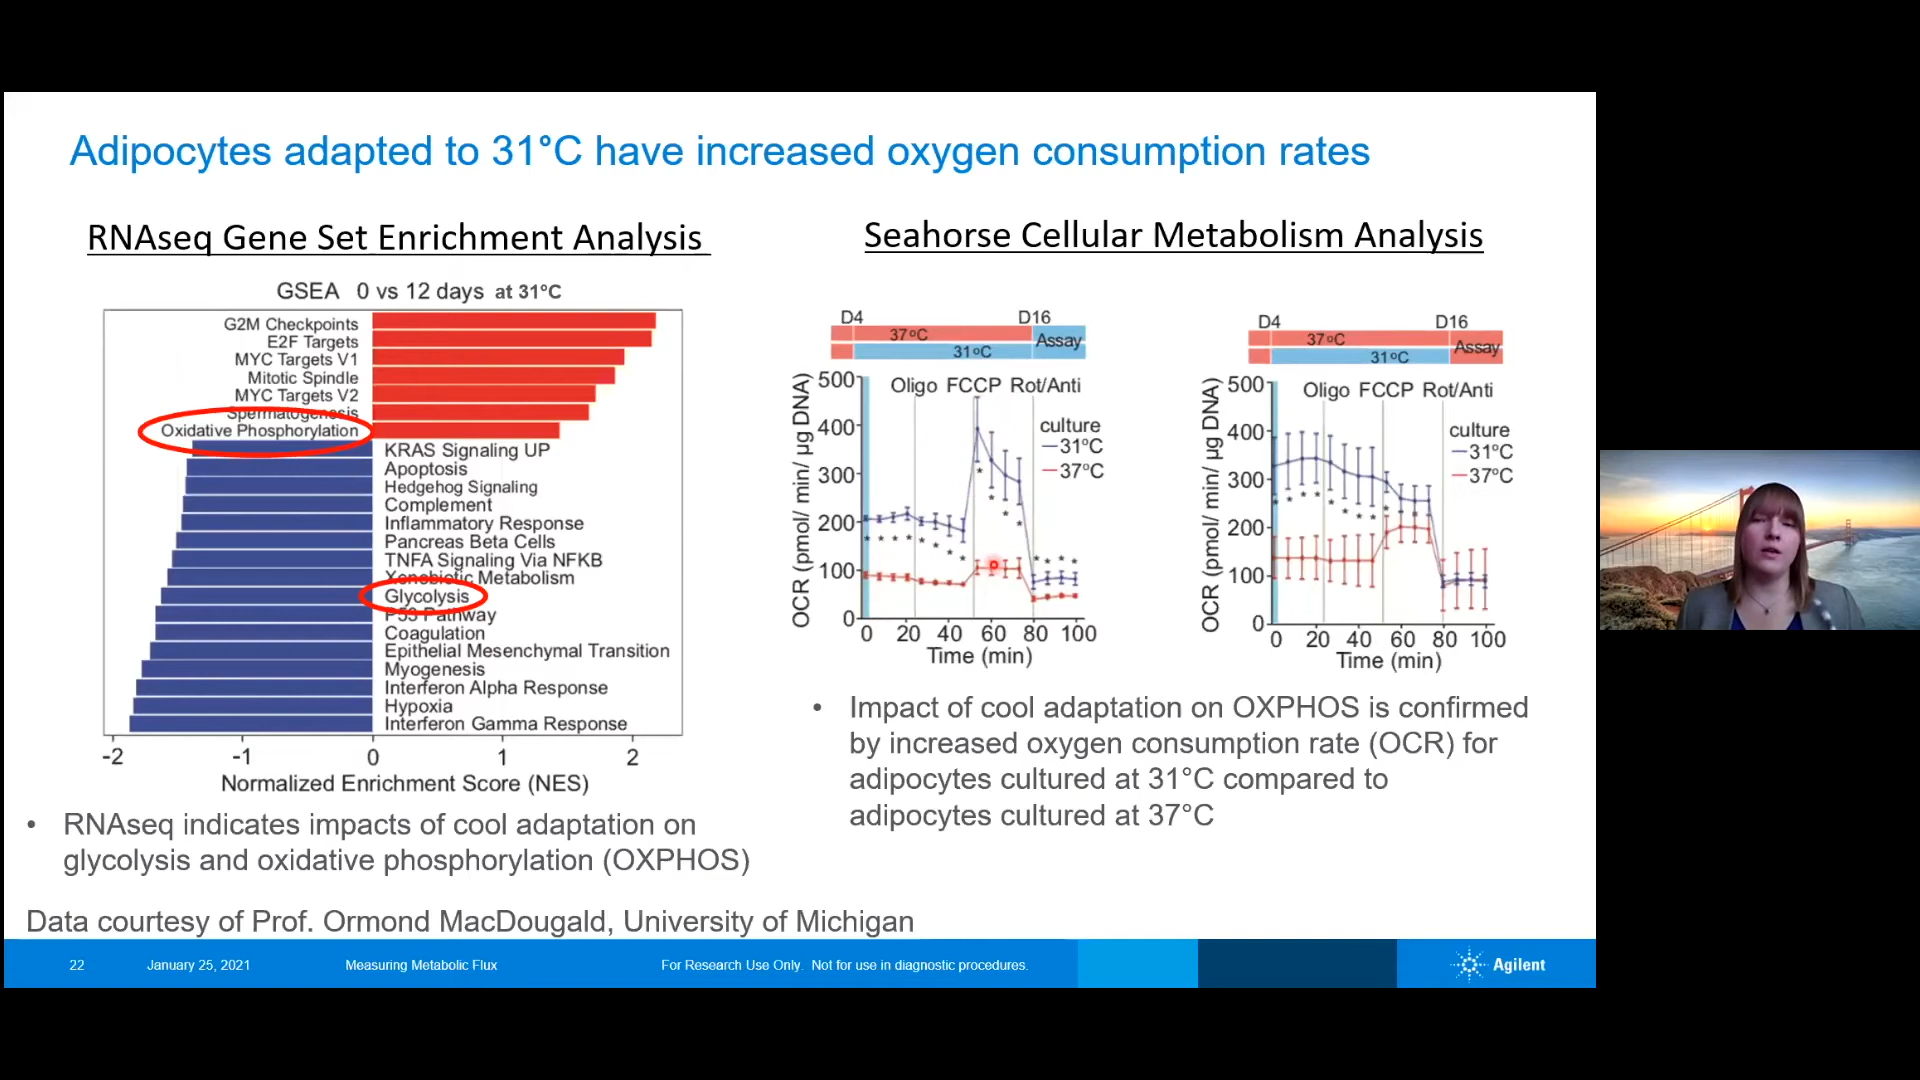 Adipocytes adapted to 31°C have increased oxygen consumption rates
RNAseq Gene Set Enrichment Analysis
GSEA 0 vs 12 days at 31°C
G2M Checkpoints
E2F Targets
MYC Targets V1
Mitotic Spindle
MYC Targets V2
Spermatogenesis
Oxidative Phosphorylation
KRAS Signaling UP
Apoptosis
Hedgehog Signaling
Complement
Inflammatory Response
Pancreas Beta Cells
TNFA Signaling Via NFKB
Xenobiotic Metabolism
Glycolysis
P53 Pathway
Coagulation
Epithelial Mesenchymal Transition
Myogenesis
Interferon Alpha Response
Hypoxia
Interferon Gamma Response
-2 -1 0 1 2
Normalized Enrichment Score (NES)
• RNAseq indicates impacts of cool adaptation on
glycolysis and oxidative phosphorylation (OXPHOS)
Seahorse Cellular Metabolism Analysis
D4 D16
37°C
31°C
Assay
OCR (pmol/ min/ µg DNA)
500
400
300
200
100
0
Oligo FCCP Rot/Anti
culture
31°C
37°C
0 20 40 60 80 100
Time (min)
D4 D16
37°C
31°C
Assay
OCR (pmol/ min/ µg DNA)
500
400
300
200
100
0
Oligo FCCP Rot/Anti
culture
31°C
37°C
0 20 40 60 80 100
Time (min)
• Impact of cool adaptation on OXPHOS is confirmed
by increased oxygen consumption rate (OCR) for
adipocytes cultured at 31°C compared to
adipocytes cultured at 37°C
Data courtesy of Prof. Ormond MacDougald, University of Michigan
22 January 25, 2021 Measuring Metabolic Flux For Research Use Only. Not for use in diagnostic procedures. Agilent